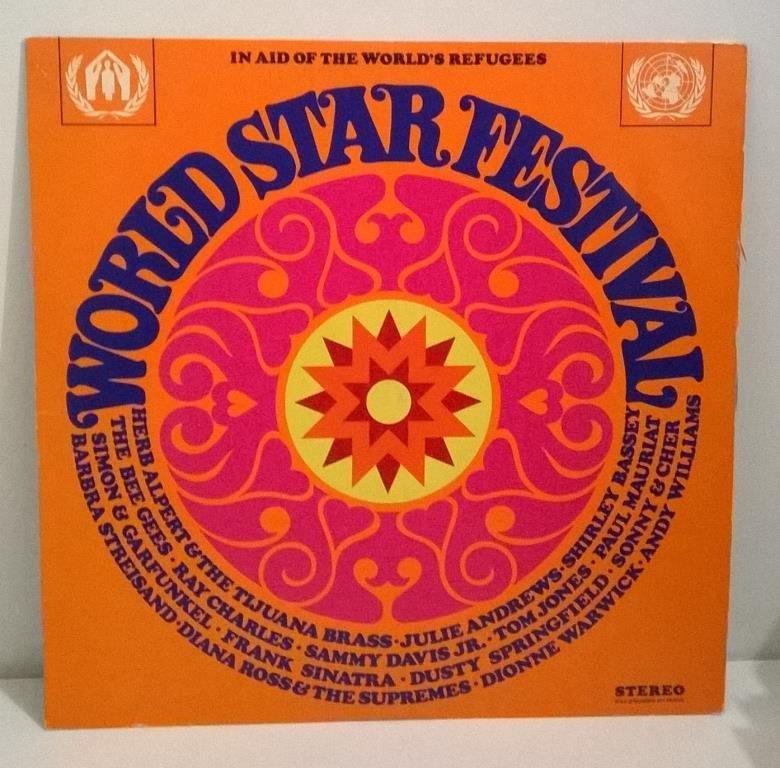 IN AID OF THE WORLD'S REFUGEES
WORLD STAR FESTIVAL
HERB ALPERT & THE TIJUANA BRASS · JULIE ANDREWS · SHIRLEY BASSEY
THE BEE GEES · RAY CHARLES · SAMMY DAVIS JR. · TOM JONES · PAUL MAURIAT
SIMON & GARFUNKEL · FRANK SINATRA · DUSTY SPRINGFIELD · SONNY & CHER
BARBRA STREISAND · DIANA ROSS & THE SUPREMES · DIONNE WARWICK · ANDY WILLIAMS
STEREO